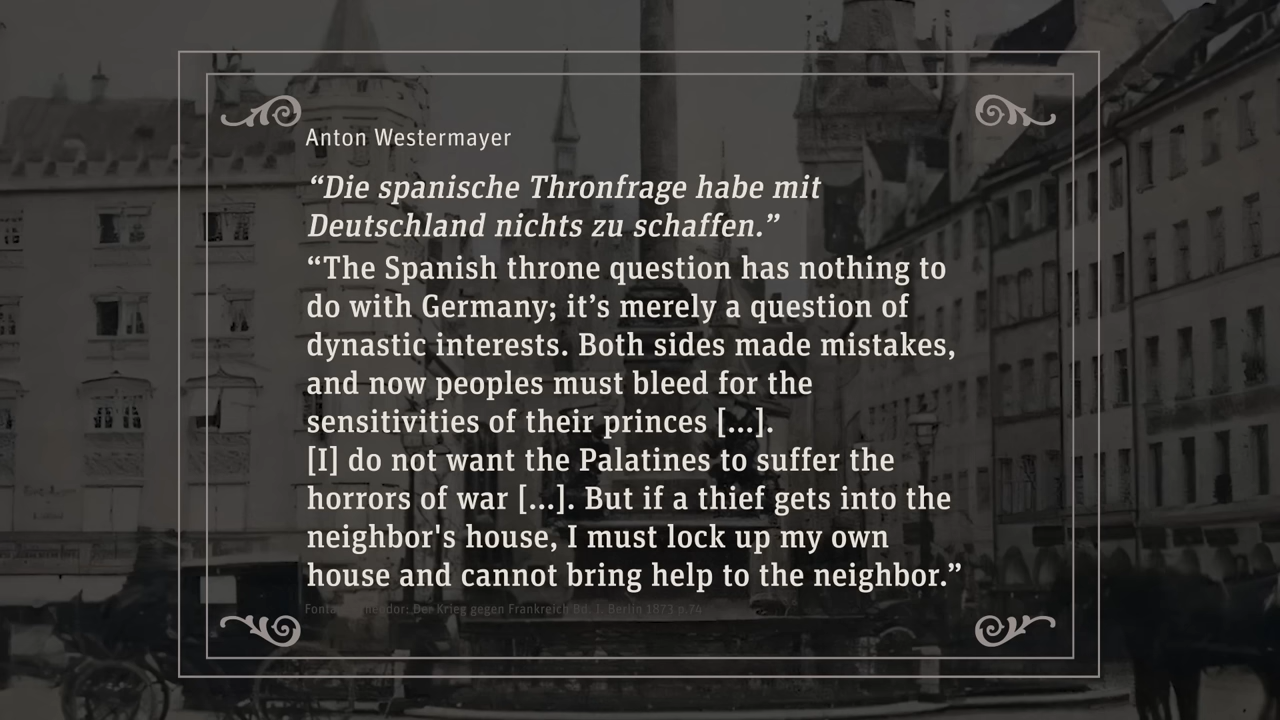 Anton Westermayer
“Die spanische Thronfrage habe mit
Deutschland nichts zu schaffen.”
“The Spanish throne question has nothing to
do with Germany; it’s merely a question of
dynastic interests. Both sides made mistakes,
and now peoples must bleed for the
sensitivities of their princes [...].
[I] do not want the Palatines to suffer the
horrors of war [...]. But if a thief gets into the
neighbor's house, I must lock up my own
house and cannot bring help to the neighbor.”
Der Krieg gegen Frankreich Bd. I. Berlin 1873 p.74